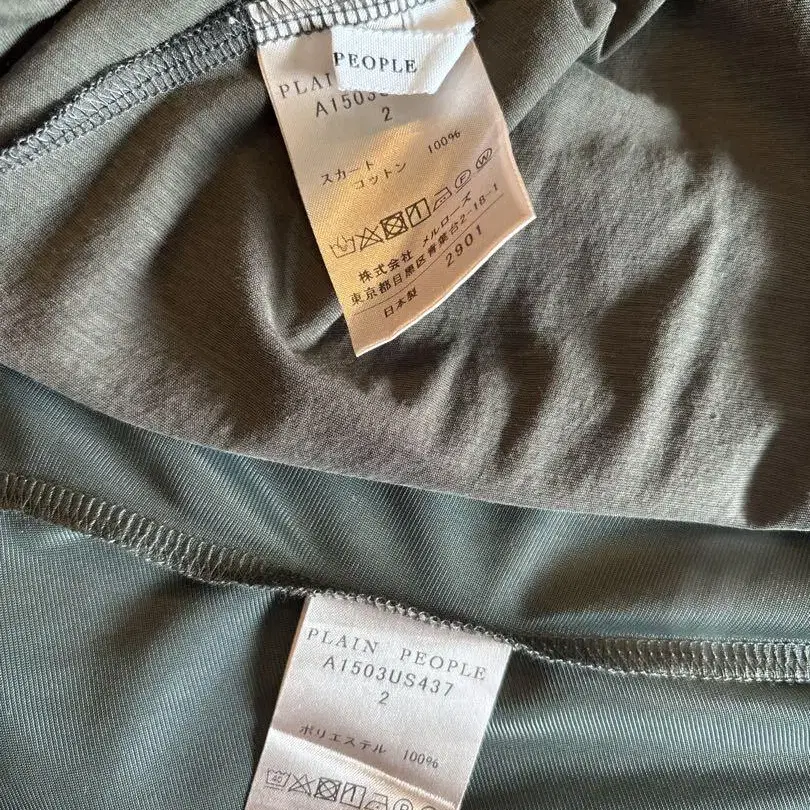 PEOPLE
PLAIN
A1503
2
スカート
コットン 100%
株式会社 メルローズ
東京都目黒区青葉台2-18-1
日本製 2901
PLAIN PEOPLE
A1503US437
2
ポリエステル 100%
40